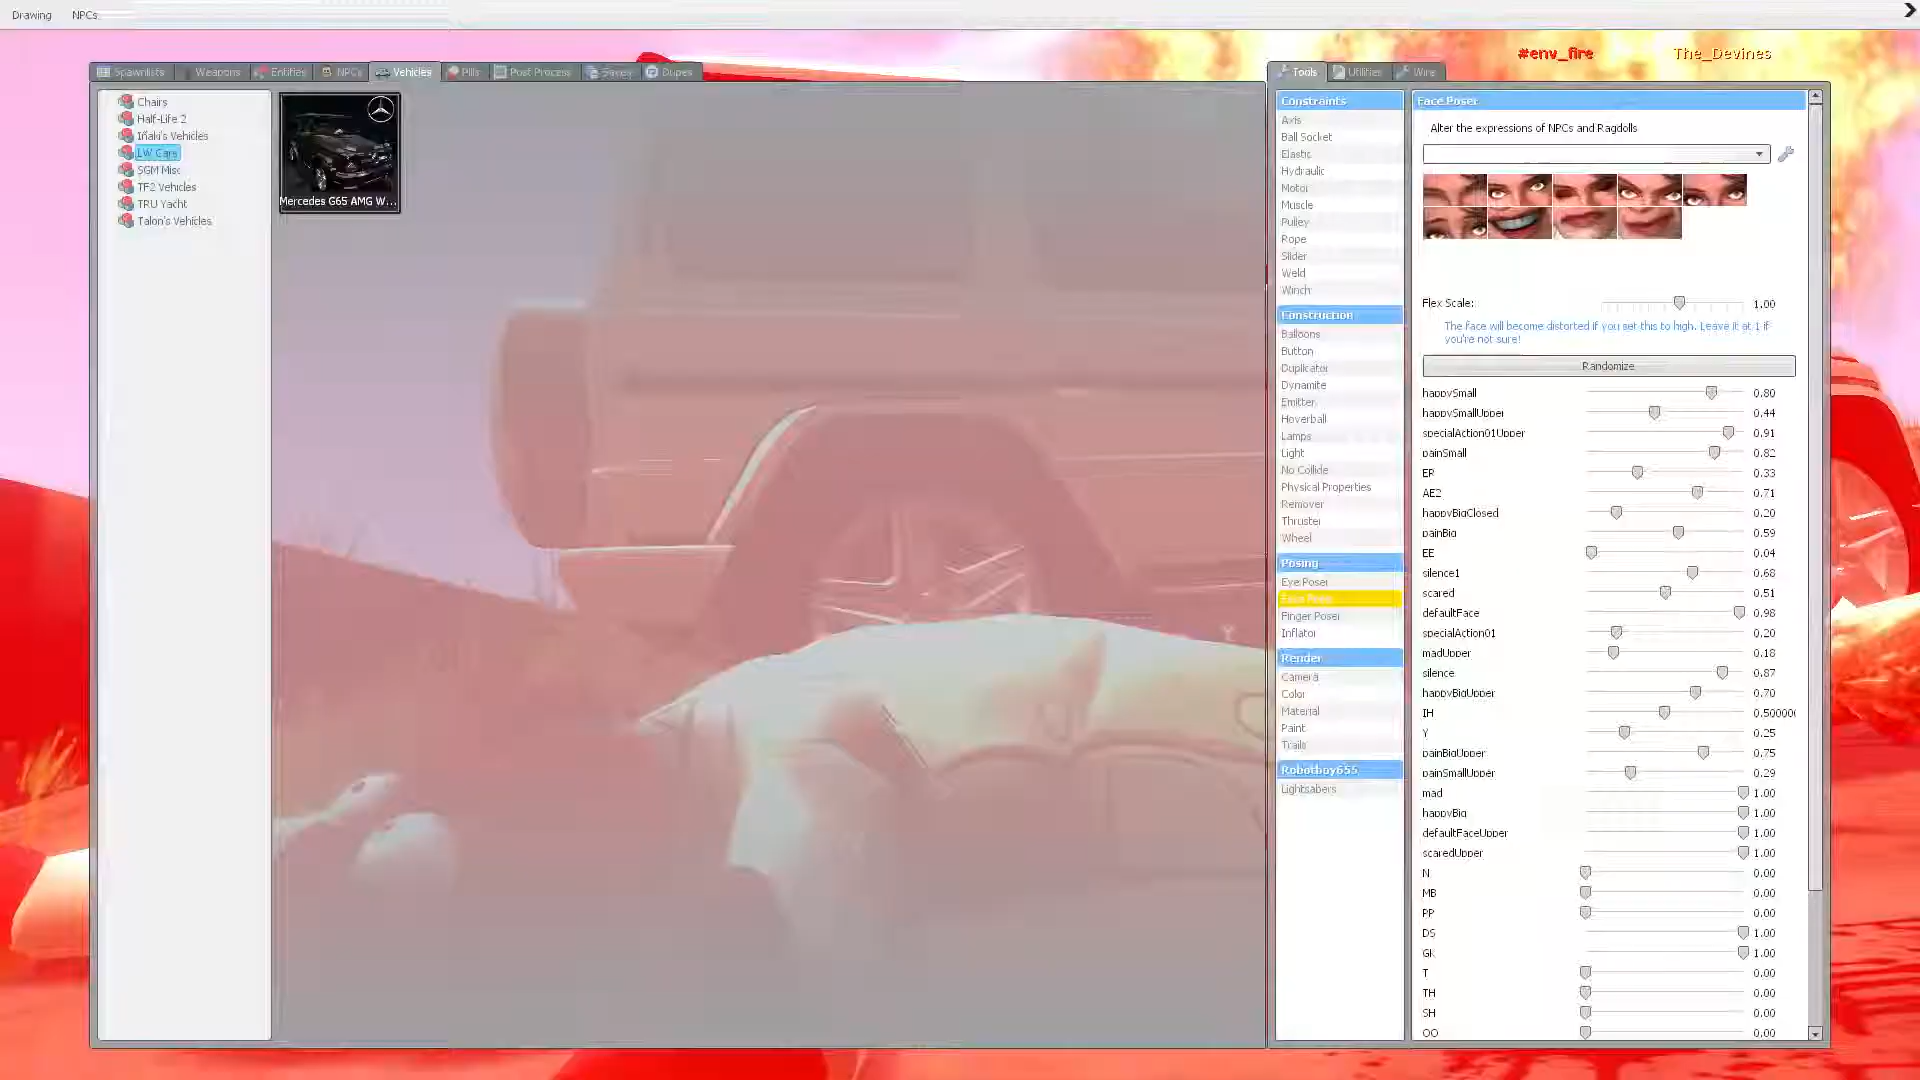 Drawing NPCs
#env_fire The_Devines
Spawnlists Weapons Entities NPCs Vehicles Pills Post Process Saves Dupes
Tools Utilities Wire
Chairs
Half-Life 2
Iñaki's Vehicles
LW Cars
SGM Misc
TF2 Vehicles
TRU Yacht
Talon's Vehicles
Mercedes G65 AMG W...
Constraints
Axis
Ball Socket
Elastic
Hydraulic
Motor
Muscle
Pulley
Rope
Slider
Weld
Winch
Construction
Balloons
Button
Duplicator
Dynamite
Emitter
Hoverball
Lamps
Light
No Collide
Physical Properties
Remover
Thruster
Wheel
Posing
Eye Poser
Face Poser
Finger Poser
Inflator
Render
Camera
Color
Material
Paint
Trails
Robotboy655
Lightsabers
Face Poser
Alter the expressions of NPCs and Ragdolls
Flex Scale: 1.00
The face will become distorted if you set this to high. Leave it at 1 if
you're not sure!
Randomize
happySmall 0.80
happySmallUpper 0.44
specialAction01Upper 0.91
painSmall 0.82
ER 0.33
AE2 0.71
happyBigClosed 0.20
painBig 0.59
EE 0.04
silence1 0.68
scared 0.51
defaultFace 0.98
specialAction01 0.20
madUpper 0.18
silence 0.87
happyBigUpper 0.70
IH 0.50000
Y 0.25
painBigUpper 0.75
painSmallUpper 0.29
mad 1.00
happyBig 1.00
defaultFaceUpper 1.00
scaredUpper 1.00
N 0.00
MB 0.00
PP 0.00
DS 1.00
GK 1.00
T 0.00
TH 0.00
SH 0.00
OO 0.00